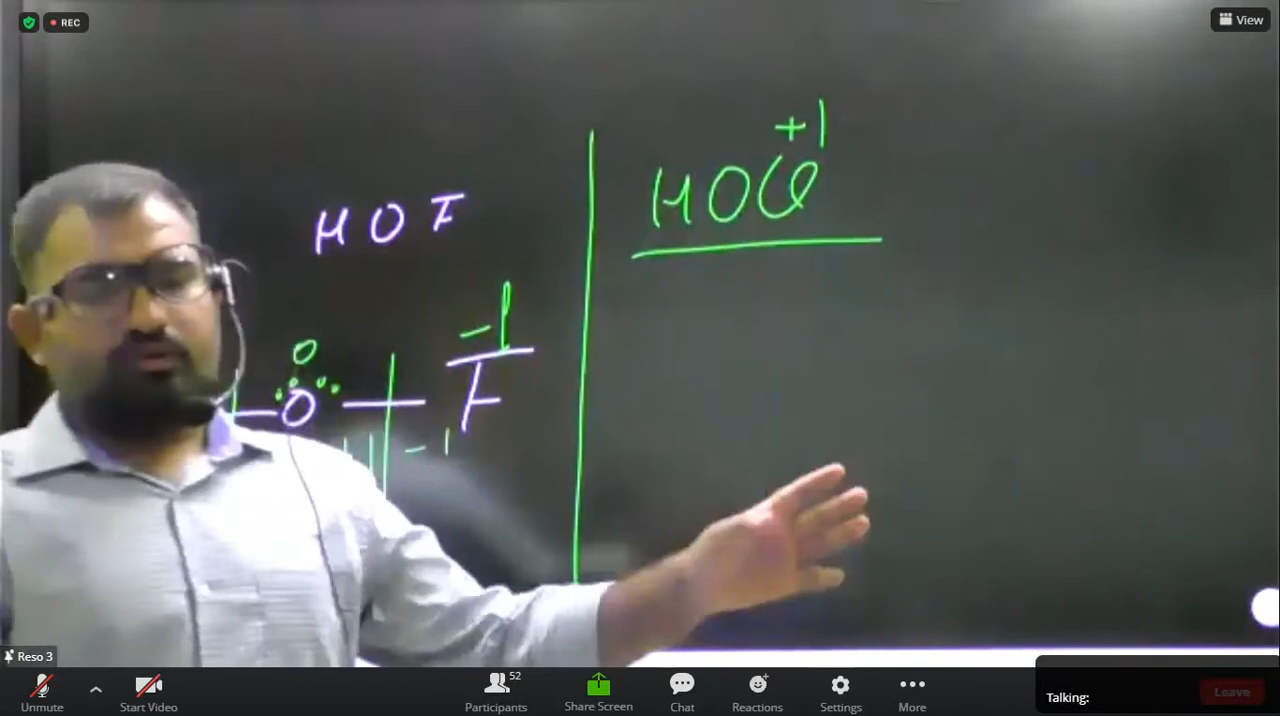 REC
View
+1
HOCl
HOF
-1
O
O F
+1 -1
Reso 3
Unmute
Start Video
52
Participants
Share Screen
Chat
Reactions
Settings
More
Talking:
Leave